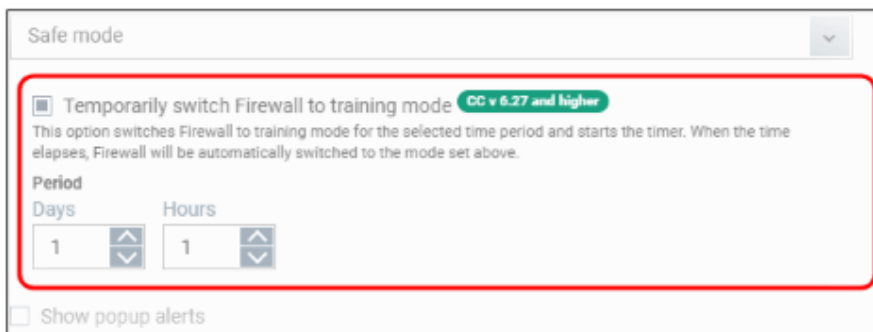 Safe mode
Temporarily switch Firewall to training mode CC v 6.27 and higher
This option switches Firewall to training mode for the selected time period and starts the timer. When the time
elapses, Firewall will be automatically switched to the mode set above.
Period
Days Hours
1 1
Show popup alerts